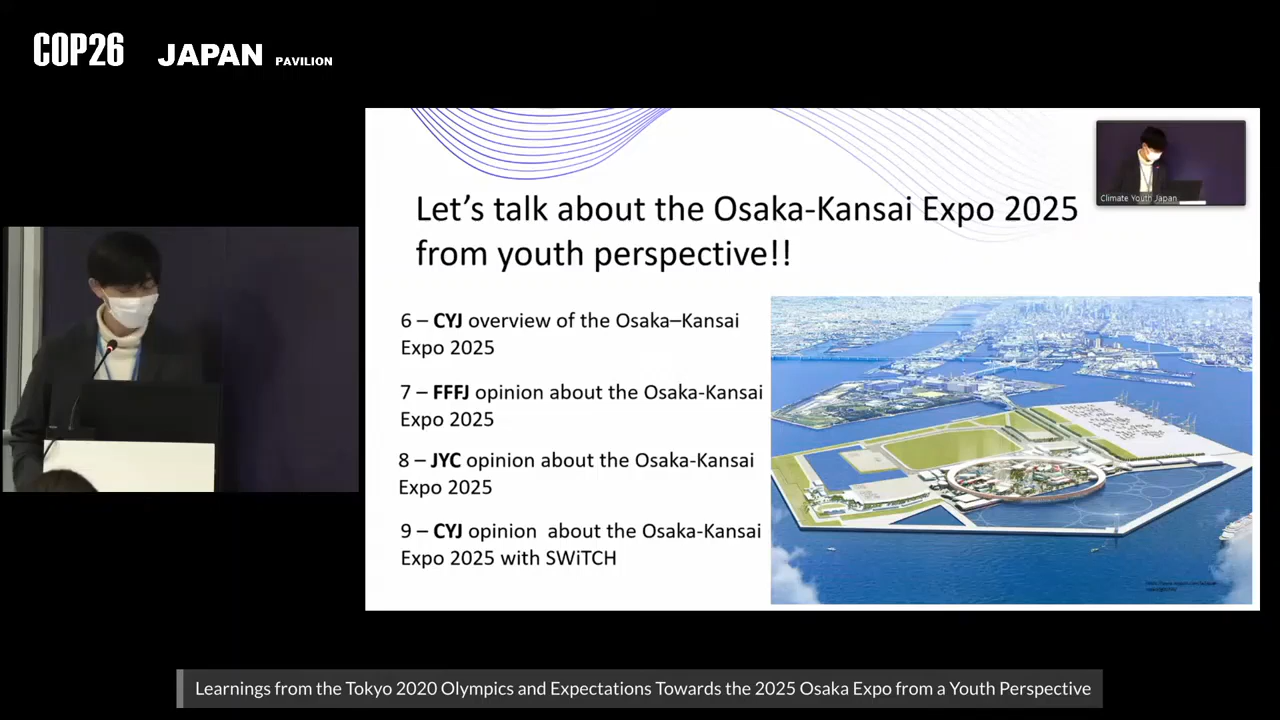 COP26 JAPAN PAVILION
Let's talk about the Osaka-Kansai Expo 2025
from youth perspective!!
Climate Youth Japan
6 – CYJ overview of the Osaka–Kansai
Expo 2025
7 – FFFJ opinion about the Osaka-Kansai
Expo 2025
8 – JYC opinion about the Osaka-Kansai
Expo 2025
9 – CYJ opinion about the Osaka-Kansai
Expo 2025 with SWiTCH
Learnings from the Tokyo 2020 Olympics and Expectations Towards the 2025 Osaka Expo from a Youth Perspective